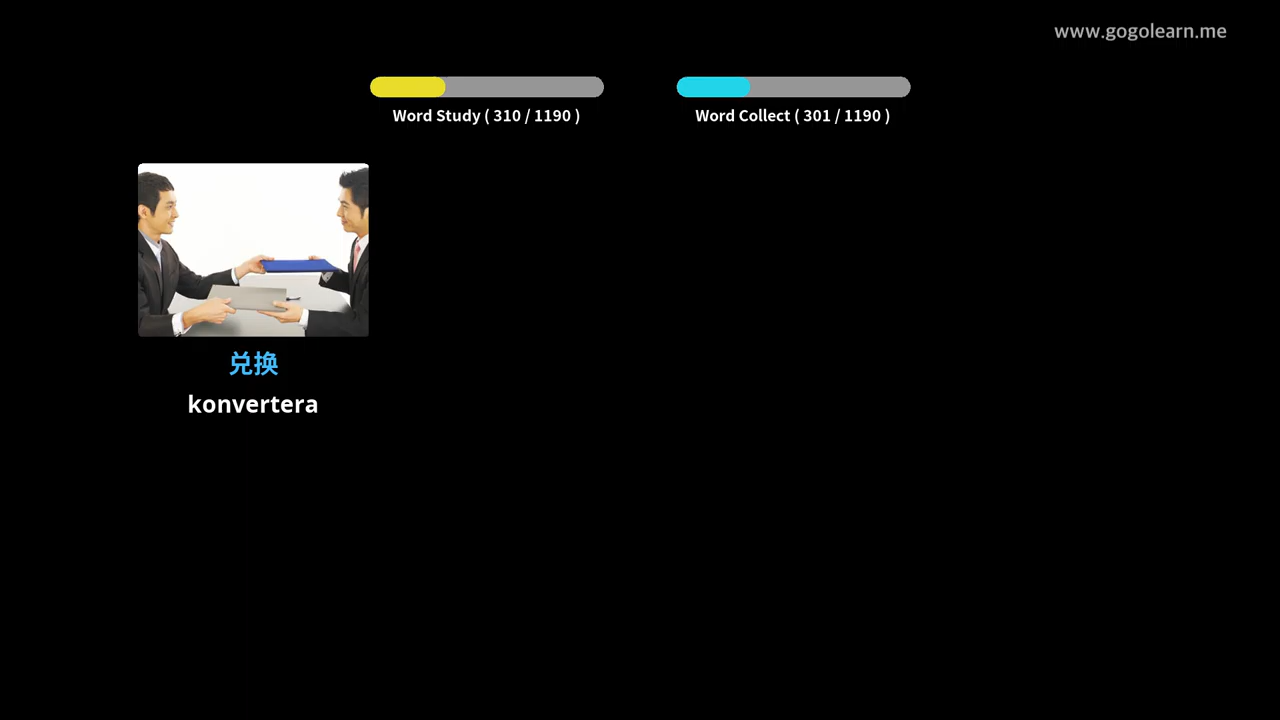 www.gogolearn.me
Word Study ( 310 / 1190 )
Word Collect ( 301 / 1190 )
兑换
konvertera